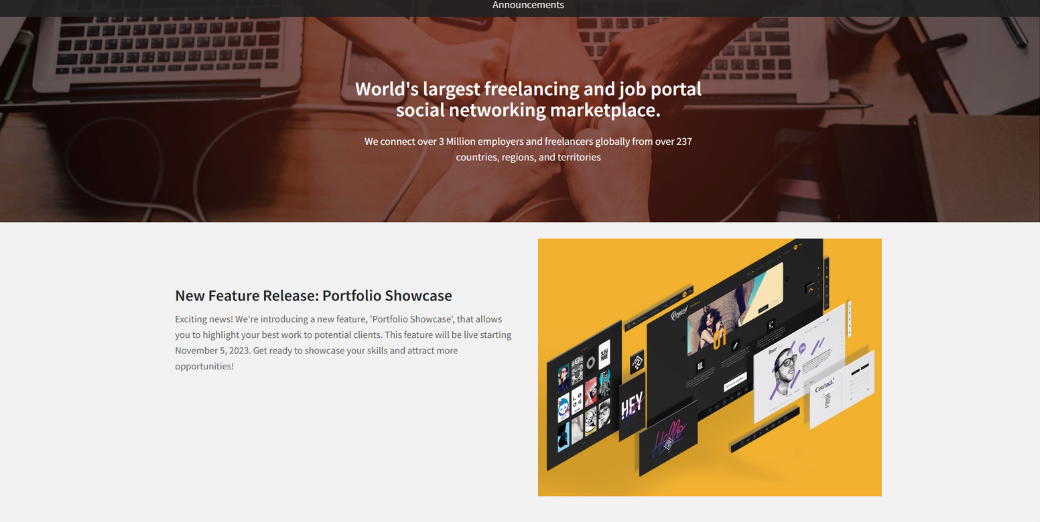 Announcements
World's largest freelancing and job portal
social networking marketplace.
We connect over 3 Million employers and freelancers globally from over 237
countries, regions, and territories
New Feature Release: Portfolio Showcase
Exciting news! We're introducing a new feature, 'Portfolio Showcase', that allows
you to highlight your best work to potential clients. This feature will be live starting
November 5, 2023. Get ready to showcase your skills and attract more
opportunities!
HEY
Hello
Contact.